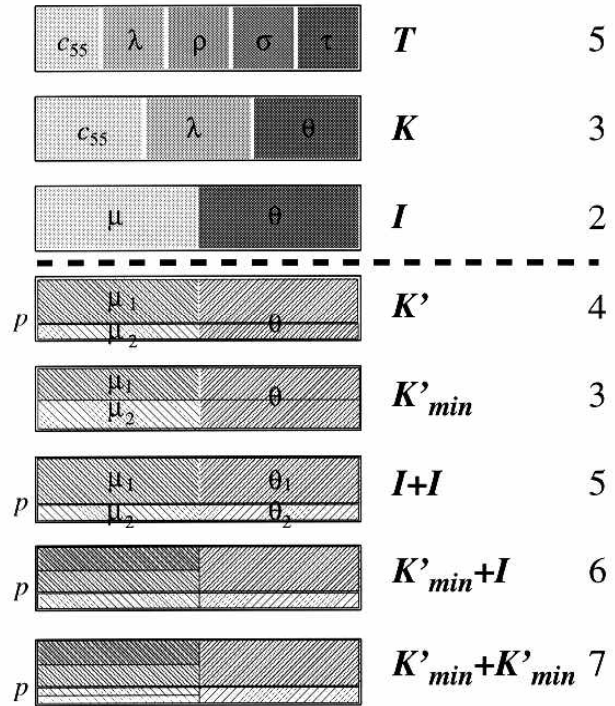 c55 λ ρ σ τ T 5
c55 λ θ K 3
μ θ I 2
p μ1 μ2 θ K' 4
μ1 μ2 θ K'min 3
p μ1 μ2 θ1 θ2 I+I 5
p K'min+I 6
p K'min+K'min 7